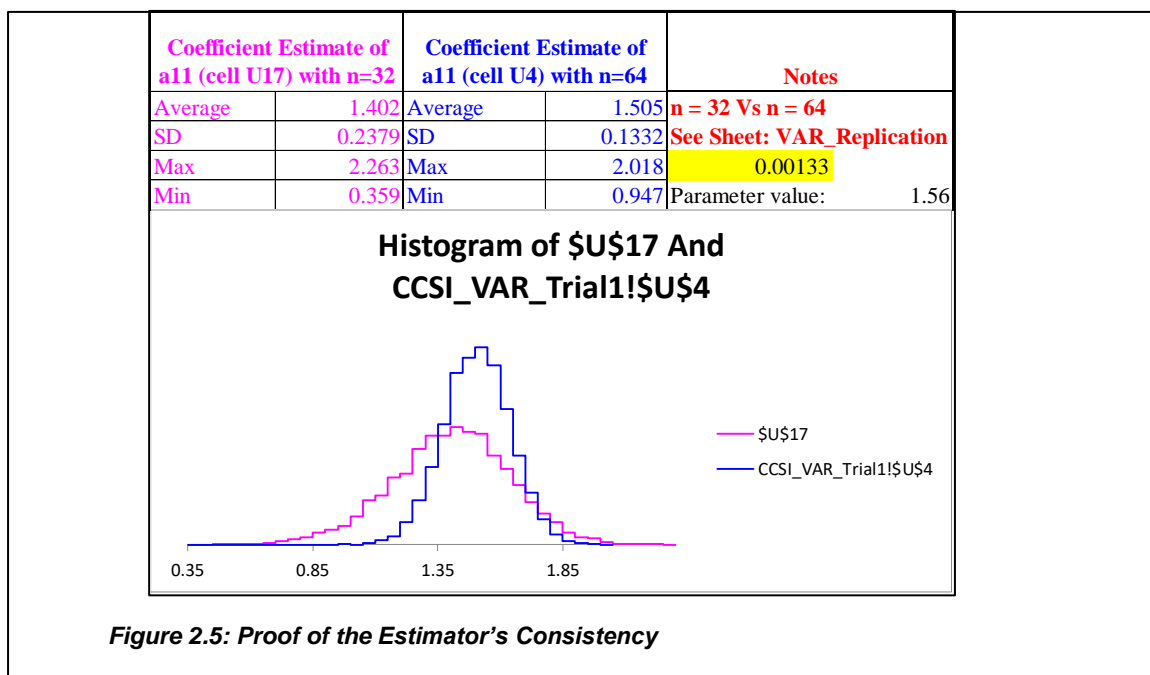 Coefficient Estimate of a11 (cell U17) with n=32 Coefficient Estimate of a11 (cell U4) with n=64 Notes
Average 1.402 Average 1.505 n = 32 Vs n = 64
SD 0.2379 SD 0.1332 See Sheet: VAR_Replication
Max 2.263 Max 2.018 0.00133
Min 0.359 Min 0.947 Parameter value: 1.56
Histogram of $U$17 And
CCSI_VAR_Trial1!$U$4
$U$17
CCSI_VAR_Trial1!$U$4
0.35 0.85 1.35 1.85
Figure 2.5: Proof of the Estimator's Consistency